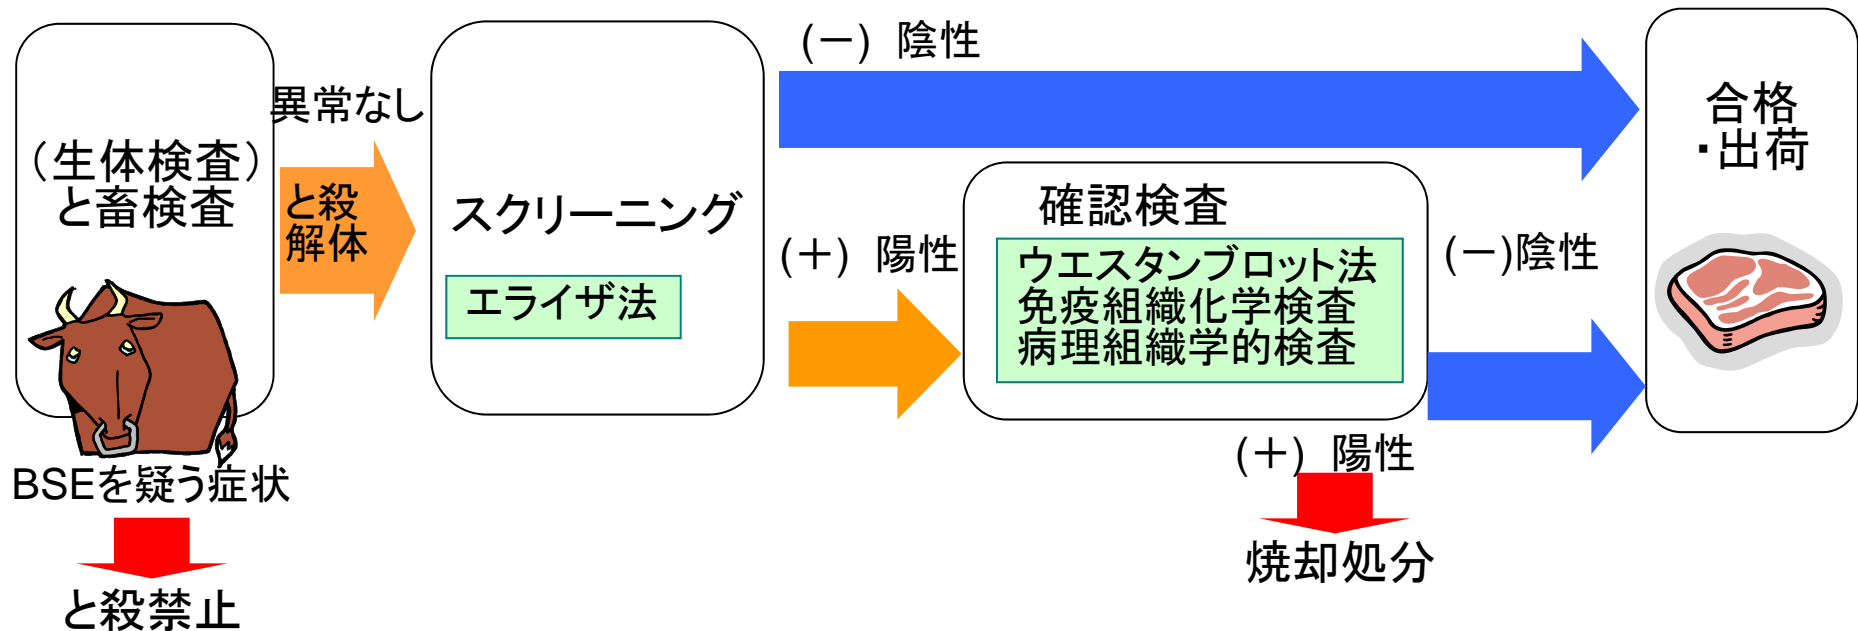 （生体検査）
と畜検査
BSEを疑う症状
と殺禁止
異常なし
と殺
解体
スクリーニング
エライザ法
(－) 陰性
(＋) 陽性
確認検査
ウエスタンブロット法
免疫組織化学検査
病理組織学的検査
(＋) 陽性
焼却処分
(－)陰性
合格
・出荷